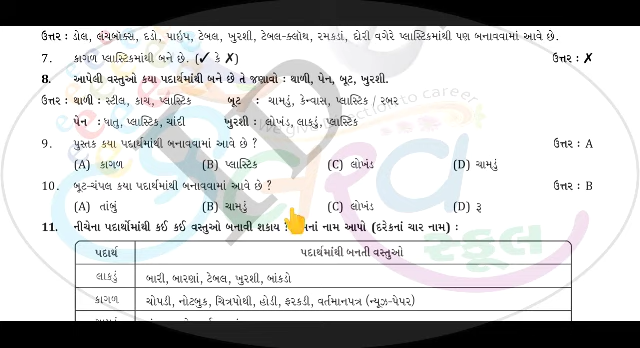 ઉત્તર : ડોલ, લંચબોક્સ, દડો, પાઇપ, ટેબલ, ખુરશી, ટેબલ-ક્લોથ, રમકડાં, દોરી વગેરે પ્લાસ્ટિકમાંથી પણ બનાવવામાં આવે છે.
7. કાગળ પ્લાસ્ટિકમાંથી બને છે. (✓ કે ✗) ઉત્તર : ✗
8. આપેલી વસ્તુઓ કયા પદાર્થમાંથી બને છે તે જણાવો : થાળી, પેન, બૂટ, ખુરશી.
ઉત્તર : થાળી : સ્ટીલ, કાચ, પ્લાસ્ટિક બૂટ : ચામડું, કેન્વાસ, પ્લાસ્ટિક / રબર
પેન : ધાતુ, પ્લાસ્ટિક, ચાંદી ખુરશી : લોખંડ, લાકડું, પ્લાસ્ટિક
9. પુસ્તક કયા પદાર્થમાંથી બનાવવામાં આવે છે ? ઉત્તર : A
(A) કાગળ (B) પ્લાસ્ટિક (C) લોખંડ (D) ચામડું
10. બૂટ-ચંપલ કયા પદાર્થમાંથી બનાવવામાં આવે છે ? ઉત્તર : B
(A) તાંબું (B) ચામડું (C) લોખંડ (D) રૂ
11. નીચેના પદાર્થોમાંથી કઈ કઈ વસ્તુઓ બનાવી શકાય નાં નામ આપો (દરેકનાં ચાર નામ) :
પદાર્થ પદાર્થમાંથી બનતી વસ્તુઓ
લાકડું બારી, બારણાં, ટેબલ, ખુરશી, બાંકડો
કાગળ ચોપડી, નોટબુક, ચિત્રપોથી, હોડી, ફરકડી, વર્તમાનપત્ર (ન્યૂઝ-પેપર)
સ્કૂલ